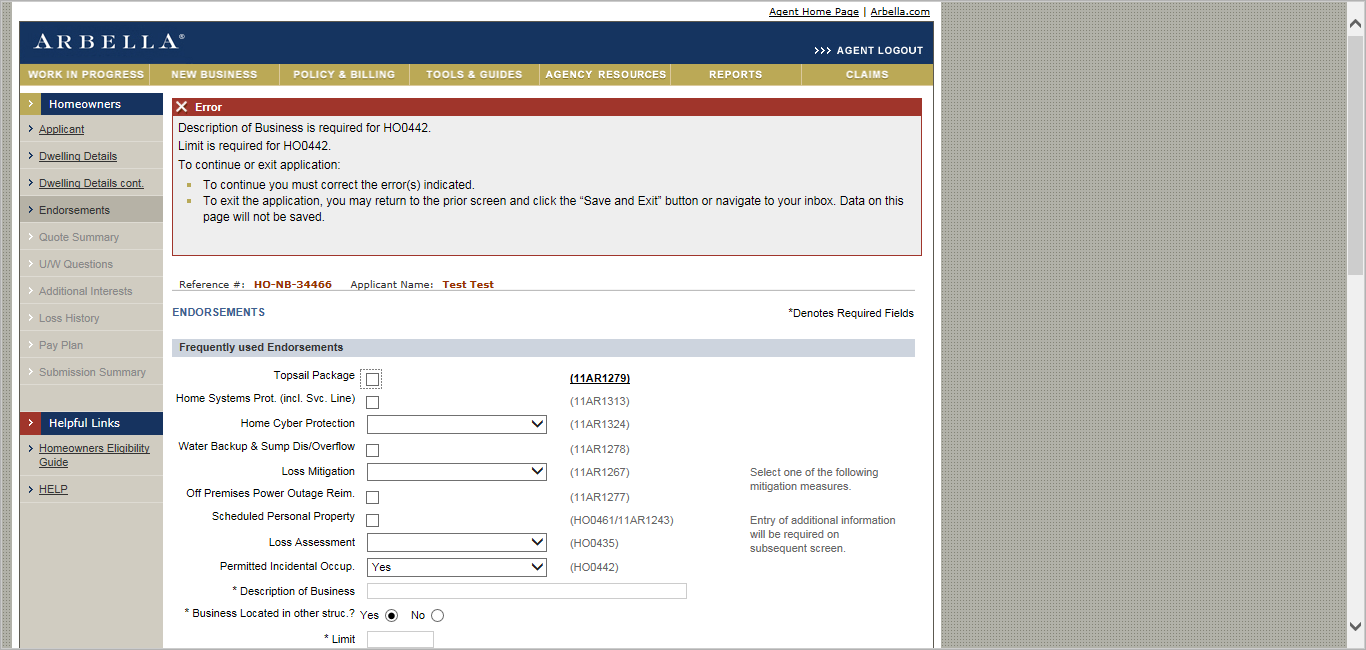 Agent Home Page | Arbella.com
ARBELLA®
>>> AGENT LOGOUT
WORK IN PROGRESS NEW BUSINESS POLICY & BILLING TOOLS & GUIDES AGENCY RESOURCES REPORTS CLAIMS
Homeowners
Applicant
Dwelling Details
Dwelling Details cont.
Endorsements
Quote Summary
U/W Questions
Additional Interests
Loss History
Pay Plan
Submission Summary
Helpful Links
Homeowners Eligibility
Guide
HELP
Error
Description of Business is required for HO0442.
Limit is required for HO0442.
To continue or exit application:
To continue you must correct the error(s) indicated.
To exit the application, you may return to the prior screen and click the “Save and Exit” button or navigate to your inbox. Data on this
page will not be saved.
Reference #: HO-NB-34466 Applicant Name: Test Test
ENDORSEMENTS
*Denotes Required Fields
Frequently used Endorsements
Topsail Package (11AR1279)
Home Systems Prot. (incl. Svc. Line) (11AR1313)
Home Cyber Protection (11AR1324)
Water Backup & Sump Dis/Overflow (11AR1278)
Loss Mitigation (11AR1267) Select one of the following
mitigation measures.
Off Premises Power Outage Reim. (11AR1277)
Scheduled Personal Property (HO0461/11AR1243) Entry of additional information
will be required on
subsequent screen.
Loss Assessment (HO0435)
Permitted Incidental Occup. Yes (HO0442)
* Description of Business
* Business Located in other struc.? Yes No
* Limit